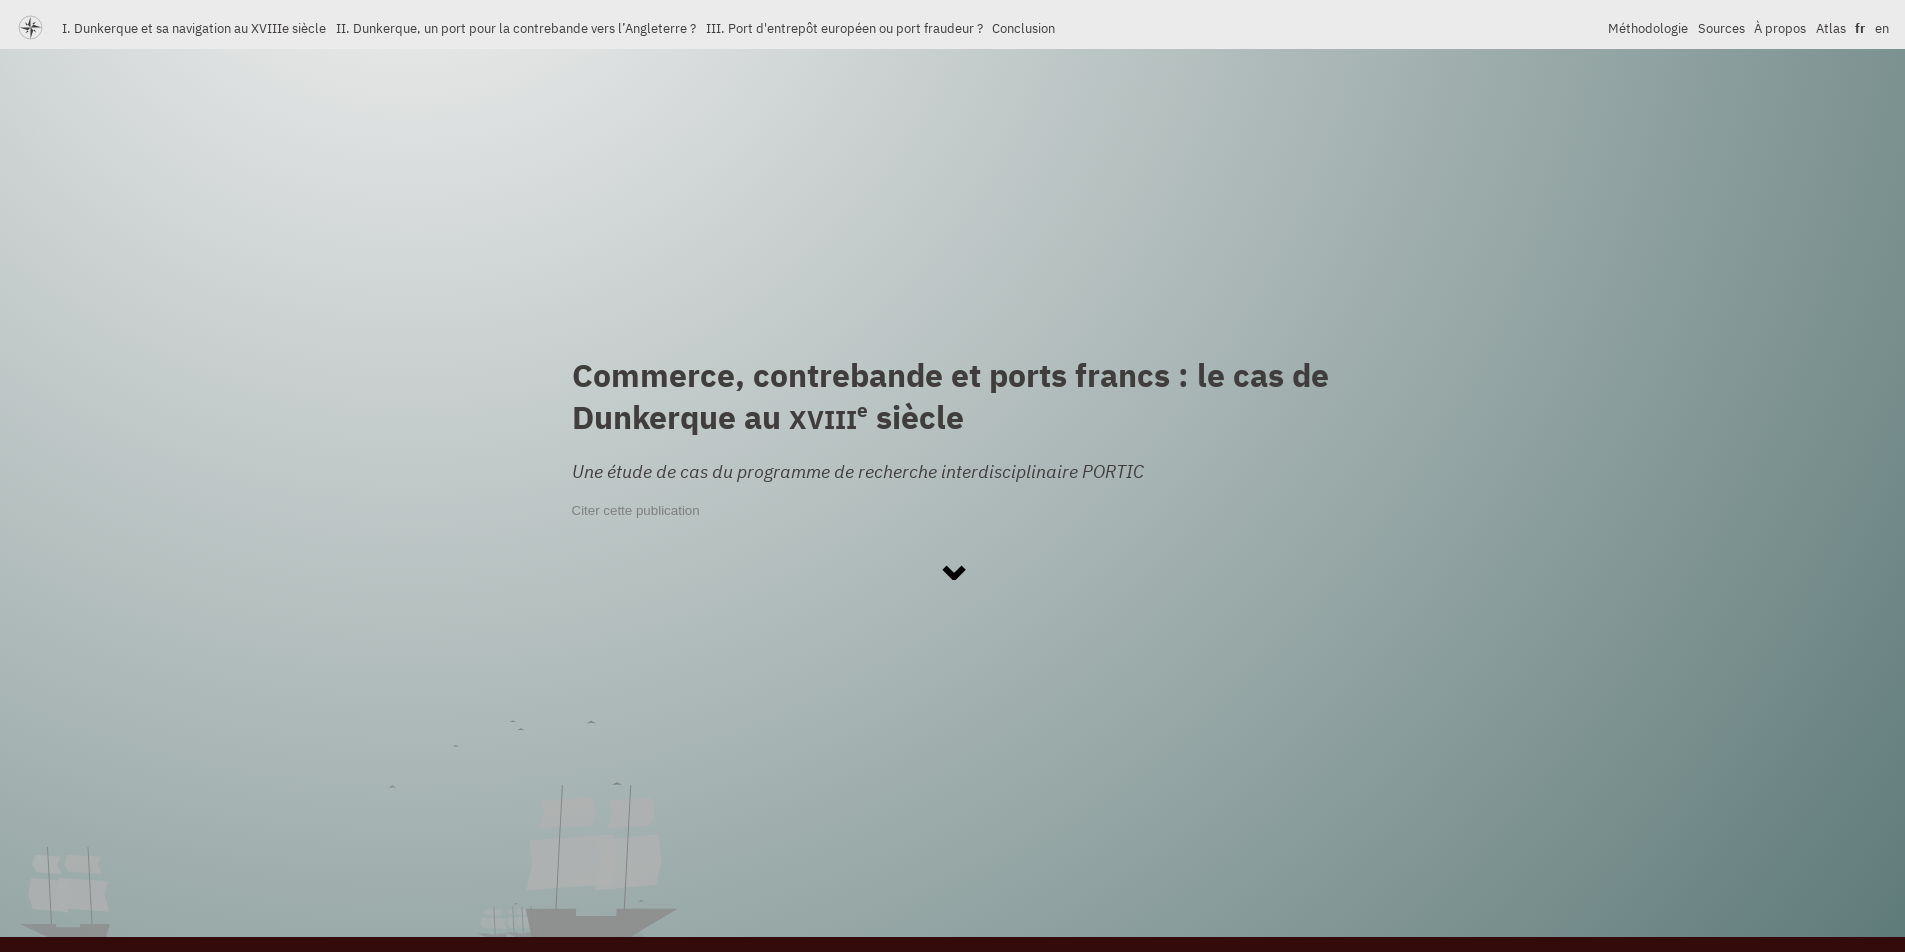 I. Dunkerque et sa navigation au XVIIIe siècle II. Dunkerque, un port pour la contrebande vers l’Angleterre ? III. Port d'entrepôt européen ou port fraudeur ? Conclusion Méthodologie Sources À propos Atlas fr en
Commerce, contrebande et ports francs : le cas de
Dunkerque au XVIIIe siècle
Une étude de cas du programme de recherche interdisciplinaire PORTIC
Citer cette publication